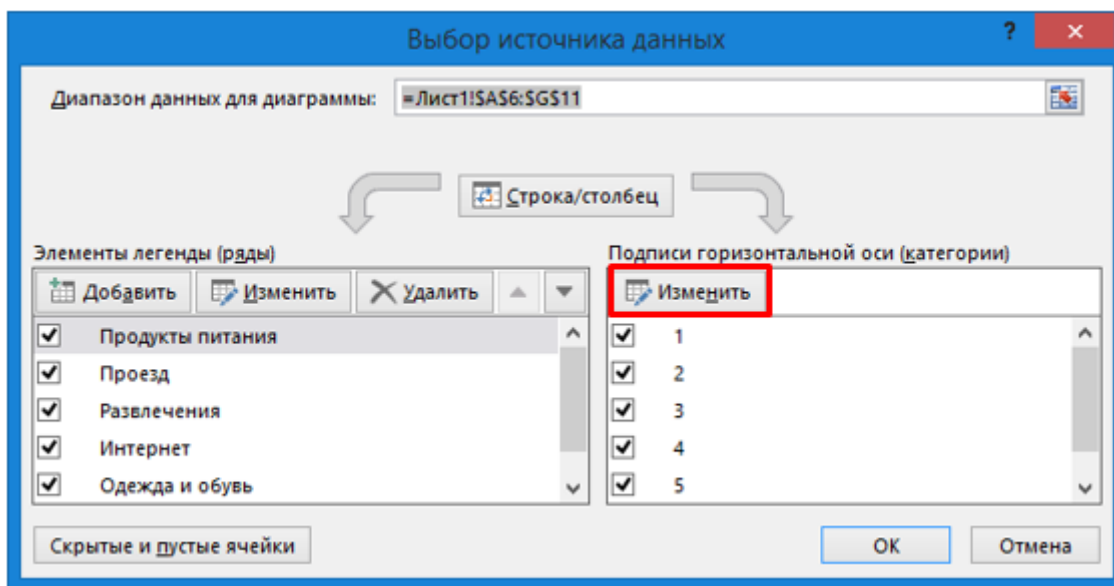 Выбор источника данных
?
Диапазон данных для диаграммы: =Лист1!$A$6:$G$11
Строка/столбец
Элементы легенды (ряды)
Добавить Изменить Удалить
Продукты питания
Проезд
Развлечения
Интернет
Одежда и обувь
Подписи горизонтальной оси (категории)
Изменить
1
2
3
4
5
Скрытые и пустые ячейки
ОК Отмена